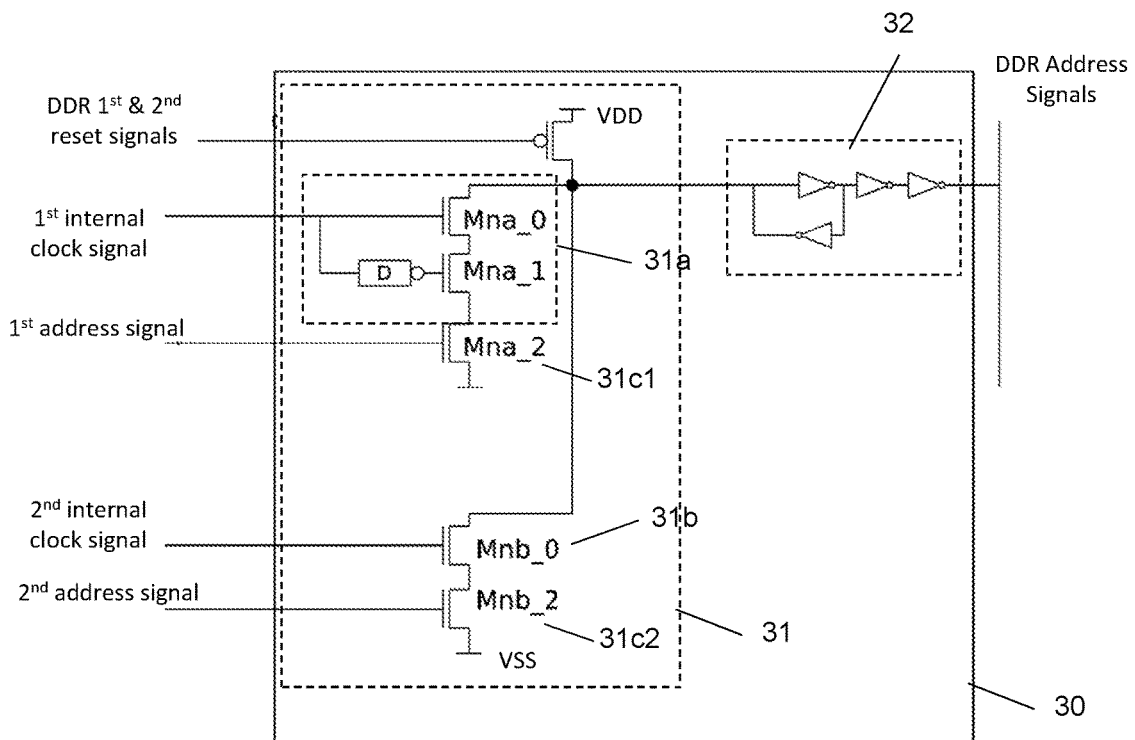 32
DDR Address
Signals
DDR 1st & 2nd
reset signals
VDD
1st internal
clock signal
Mna_0
D
Mna_1
31a
1st address signal
Mna_2
31c1
2nd internal
clock signal
31b
Mnb_0
2nd address signal
Mnb_2
31c2
31
VSS
30